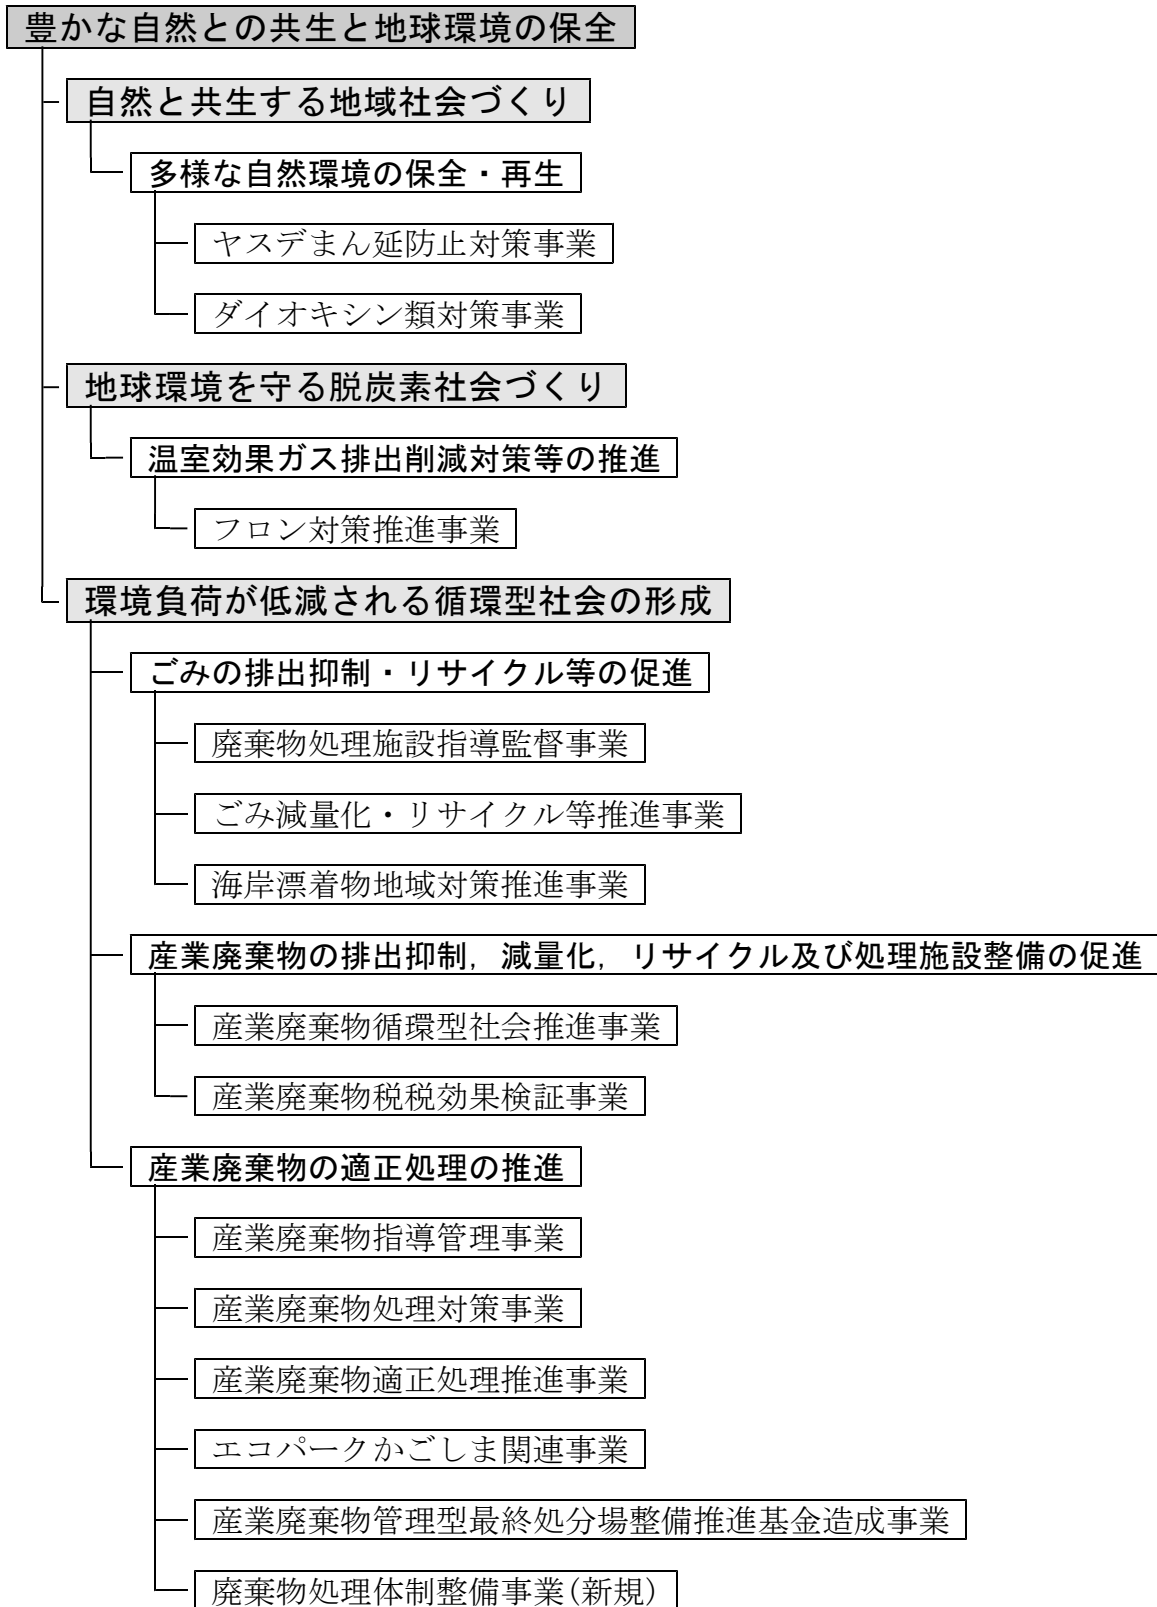 豊かな自然との共生と地球環境の保全
自然と共生する地域社会づくり
多様な自然環境の保全・再生
ヤスデまん延防止対策事業
ダイオキシン類対策事業
地球環境を守る脱炭素社会づくり
温室効果ガス排出削減対策等の推進
フロン対策推進事業
環境負荷が低減される循環型社会の形成
ごみの排出抑制・リサイクル等の促進
廃棄物処理施設指導監督事業
ごみ減量化・リサイクル等推進事業
海岸漂着物地域対策推進事業
産業廃棄物の排出抑制，減量化，リサイクル及び処理施設整備の促進
産業廃棄物循環型社会推進事業
産業廃棄物税税効果検証事業
産業廃棄物の適正処理の推進
産業廃棄物指導管理事業
産業廃棄物処理対策事業
産業廃棄物適正処理推進事業
エコパークかごしま関連事業
産業廃棄物管理型最終処分場整備推進基金造成事業
廃棄物処理体制整備事業(新規)